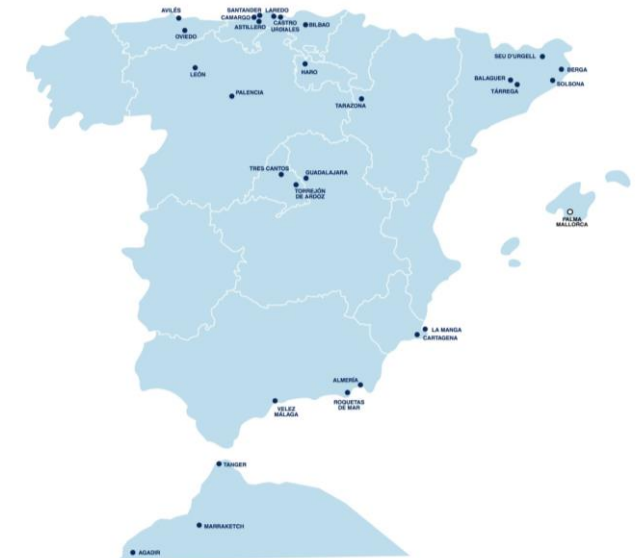 AVILÉS
SANTANDER
LAREDO
CAMARGO
CASTRO
URDIALES
BILBAO
ASTILLERO
OVIEDO
SEU D'URGELL
LEÓN
HARO
BERGA
BALAGUER
SOLSONA
TÀRREGA
PALENCIA
TARAZONA
TRES CANTOS
GUADALAJARA
TORREJÓN
DE ARDOZ
PALMA
MALLORCA
LA MANGA
CARTAGENA
ALMERÍA
ROQUETAS
DE MAR
VELEZ
MÁLAGA
TANGER
MARRAKETCH
AGADIR